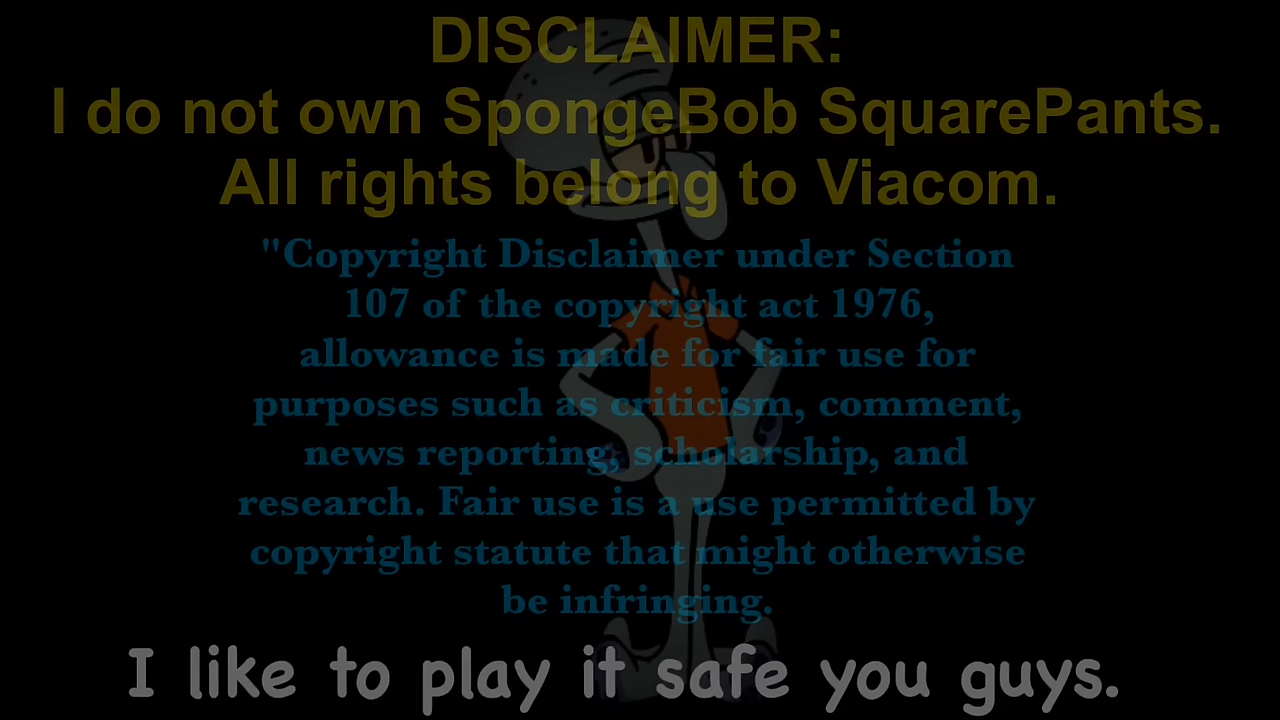 DISCLAIMER:
I do not own SpongeBob SquarePants.
All rights belong to Viacom.
"Copyright Disclaimer under Section
107 of the copyright act 1976,
allowance is made for fair use for
purposes such as criticism, comment,
news reporting, scholarship, and
research. Fair use is a use permitted by
copyright statute that might otherwise
be infringing.
I like to play it safe you guys.